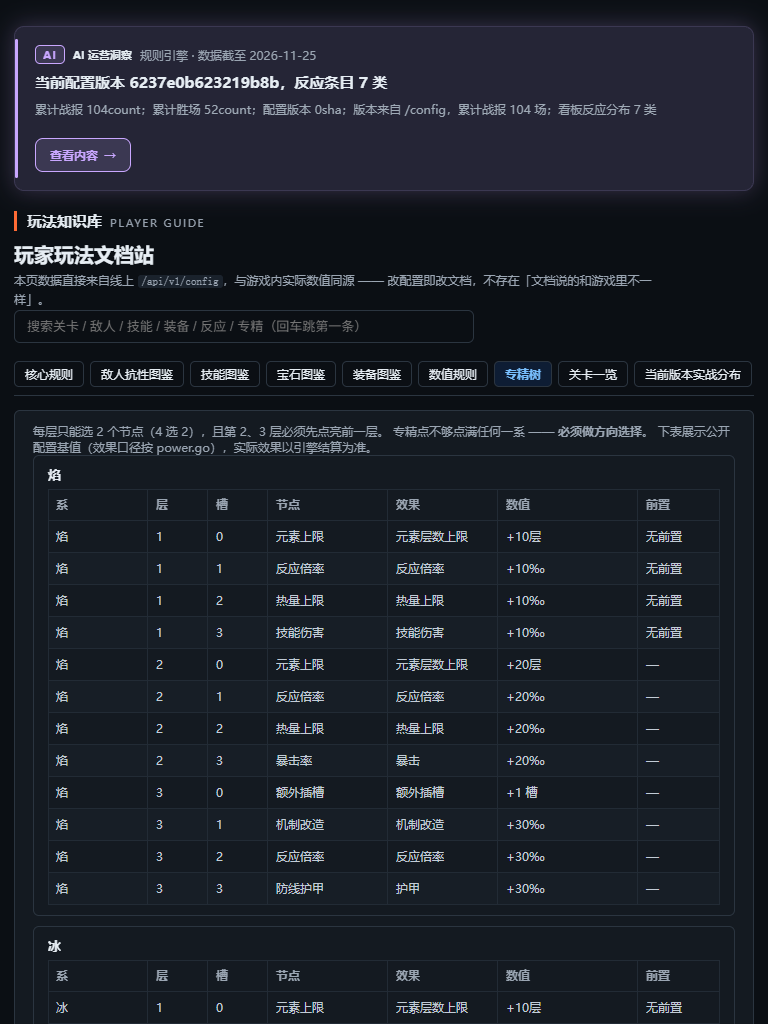 AI AI 运营洞察 规则引擎 · 数据截至 2026-11-25
当前配置版本 6237e0b623219b8b，反应条目 7 类
累计战报 104count；累计胜场 52count；配置版本 0sha；版本来自 /config，累计战报 104 场；看板反应分布 7 类
查看内容 →
玩法知识库 PLAYER GUIDE
玩家玩法文档站
本页数据直接来自线上 /api/v1/config，与游戏内实际数值同源 —— 改配置即改文档，不存在「文档说的和游戏里不一
样」。
搜索关卡 / 敌人 / 技能 / 装备 / 反应 / 专精（回车跳第一条）
核心规则 敌人抗性图鉴 技能图鉴 宝石图鉴 装备图鉴 数值规则 专精树 关卡一览 当前版本实战分布
每层只能选 2 个节点（4 选 2），且第 2、3 层必须先点亮前一层。 专精点不够点满任何一系 —— 必须做方向选择。 下表展示公开
配置基值（效果口径按 power.go），实际效果以引擎结算为准。
焰
系 层 槽 节点 效果 数值 前置
焰 1 0 元素上限 元素层数上限 +10层 无前置
焰 1 1 反应倍率 反应倍率 +10‰ 无前置
焰 1 2 热量上限 热量上限 +10‰ 无前置
焰 1 3 技能伤害 技能伤害 +10‰ 无前置
焰 2 0 元素上限 元素层数上限 +20层 —
焰 2 1 反应倍率 反应倍率 +20‰ —
焰 2 2 热量上限 热量上限 +20‰ —
焰 2 3 暴击率 暴击 +20‰ —
焰 3 0 额外插槽 额外插槽 +1 槽 —
焰 3 1 机制改造 机制改造 +30‰ —
焰 3 2 反应倍率 反应倍率 +30‰ —
焰 3 3 防线护甲 护甲 +30‰ —
冰
系 层 槽 节点 效果 数值 前置
冰 1 0 元素上限 元素层数上限 +10层 无前置